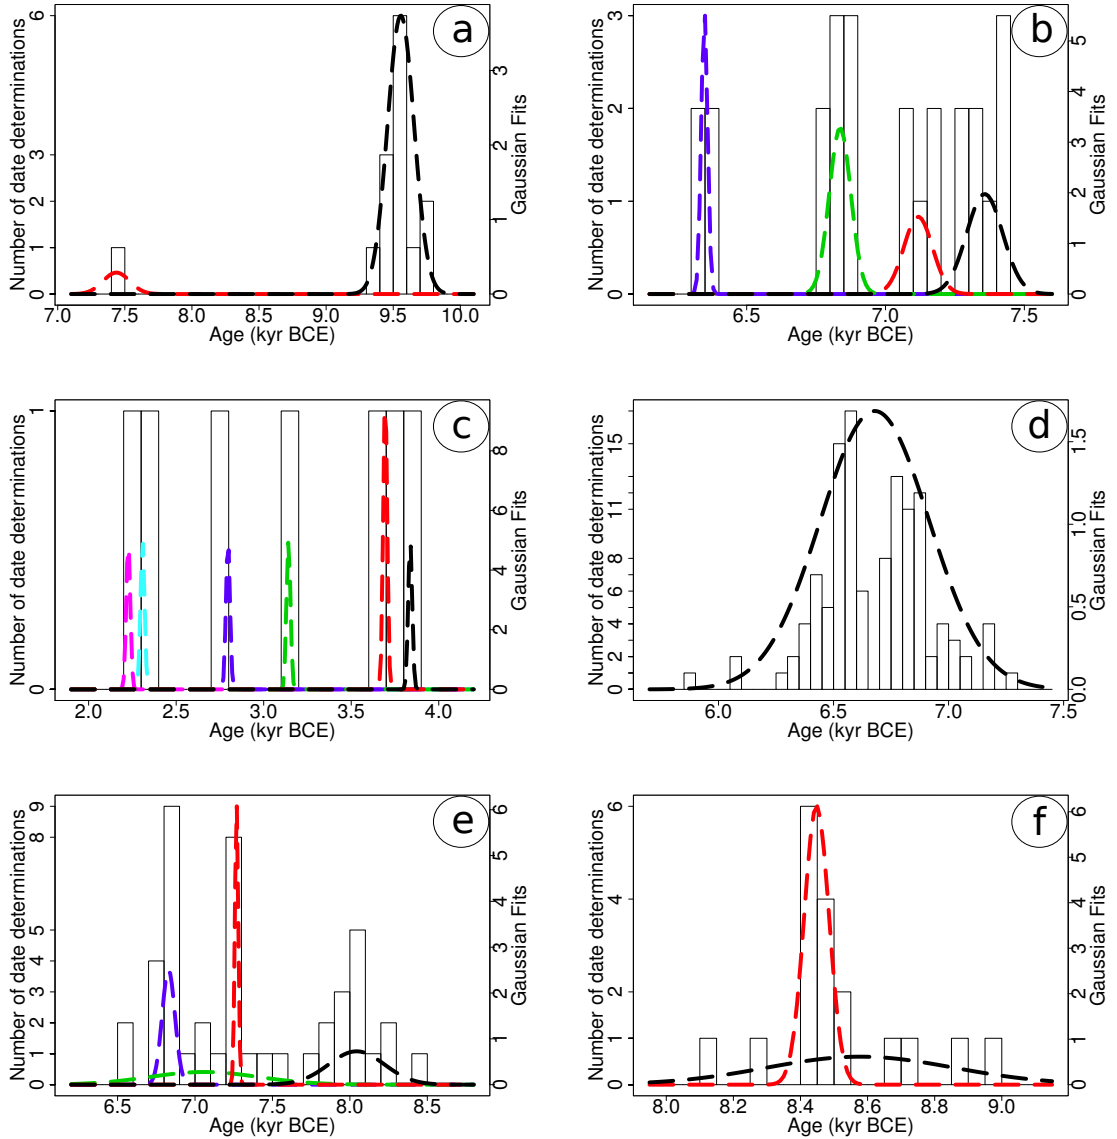 a
Number of date determinations
0 1 2 3 6
Gaussian Fits
0 1 2 3
7.0 7.5 8.0 8.5 9.0 9.5 10.0
Age (kyr BCE)
b
Number of date determinations
0 1 2 3
Gaussian Fits
0 1 2 3 4 5
6.5 7.0 7.5
Age (kyr BCE)
c
Number of date determinations
0 1
Gaussian Fits
0 2 4 6 8
2.0 2.5 3.0 3.5 4.0
Age (kyr BCE)
d
Number of date determinations
0 2 4 6 8 11 15
Gaussian Fits
0.0 0.5 1.0 1.5
6.0 6.5 7.0 7.5
Age (kyr BCE)
e
Number of date determinations
0 1 2 3 4 5 8 9
Gaussian Fits
0 1 2 3 4 5 6
6.5 7.0 7.5 8.0 8.5
Age (kyr BCE)
f
Number of date determinations
0 1 2 4 6
Gaussian Fits
0 1 2 3 4 5 6
8.0 8.2 8.4 8.6 8.8 9.0
Age (kyr BCE)